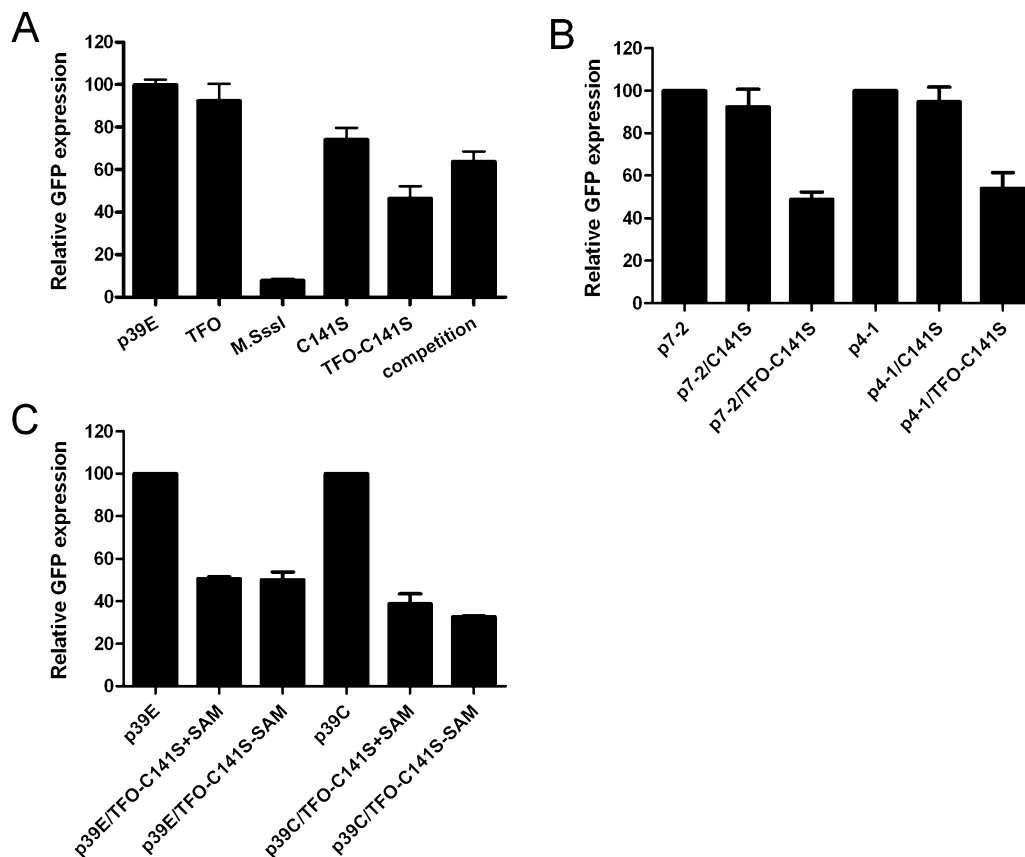 A
Relative GFP expression
120
100
80
60
40
20
0
p39E
TFO
M.SssI
C141S
TFO-C141S
competition
B
Relative GFP expression
120
100
80
60
40
20
0
p7-2
p7-2/C141S
p7-2/TFO-C141S
p4-1
p4-1/C141S
p4-1/TFO-C141S
C
Relative GFP expression
120
100
80
60
40
20
0
p39E
p39E/TFO-C141S+SAM
p39E/TFO-C141S-SAM
p39C
p39C/TFO-C141S+SAM
p39C/TFO-C141S-SAM